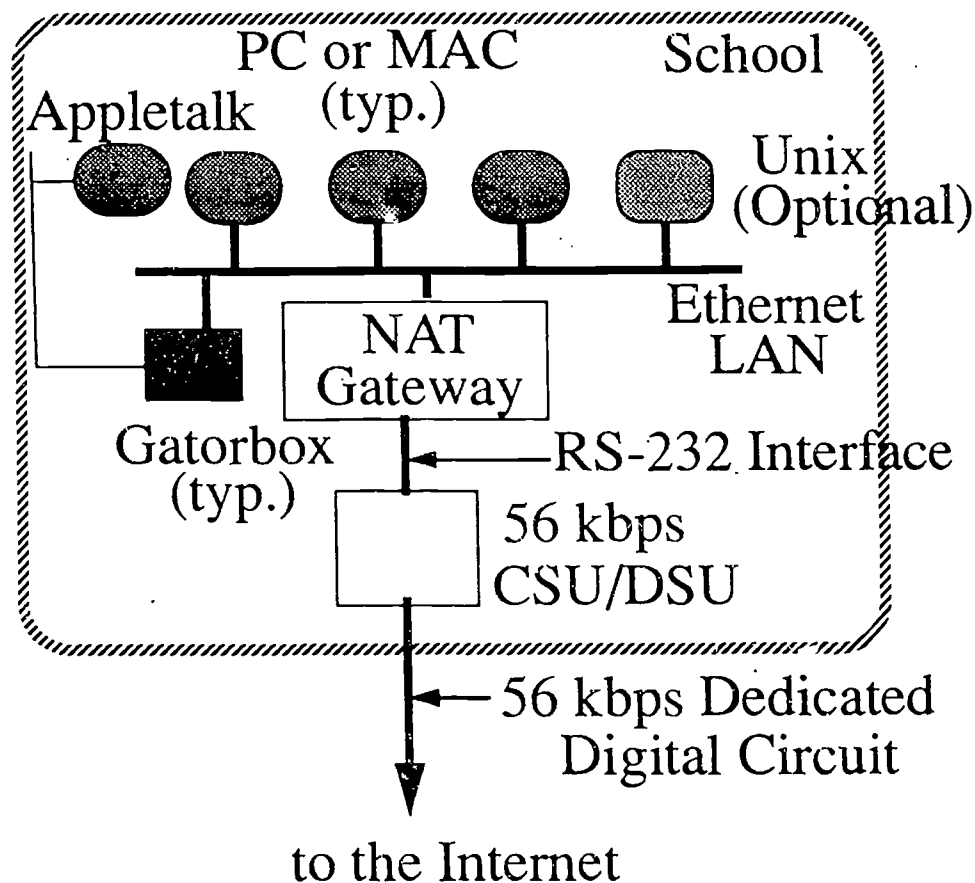 PC or MAC
(typ.)
School
Appletalk
Unix
(Optional)
Ethernet
LAN
NAT
Gateway
Gatorbox
(typ.)
RS-232 Interface
56 kbps
CSU/DSU
56 kbps Dedicated
Digital Circuit
to the Internet